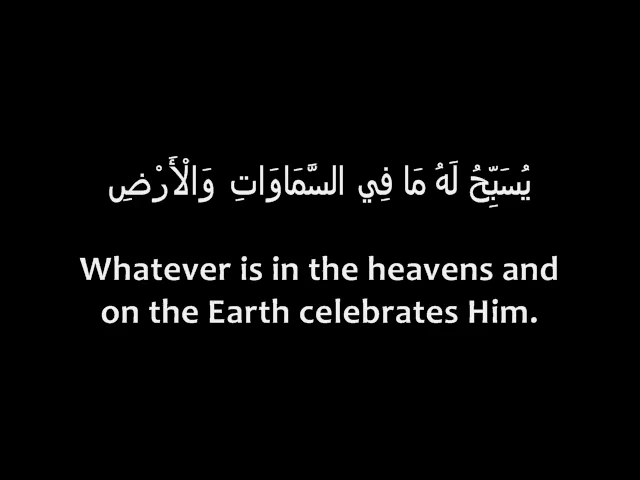 يُسَبِّحُ لَهُ مَا فِي السَّمَاوَاتِ وَالْأَرْضِ
Whatever is in the heavens and
on the Earth celebrates Him.